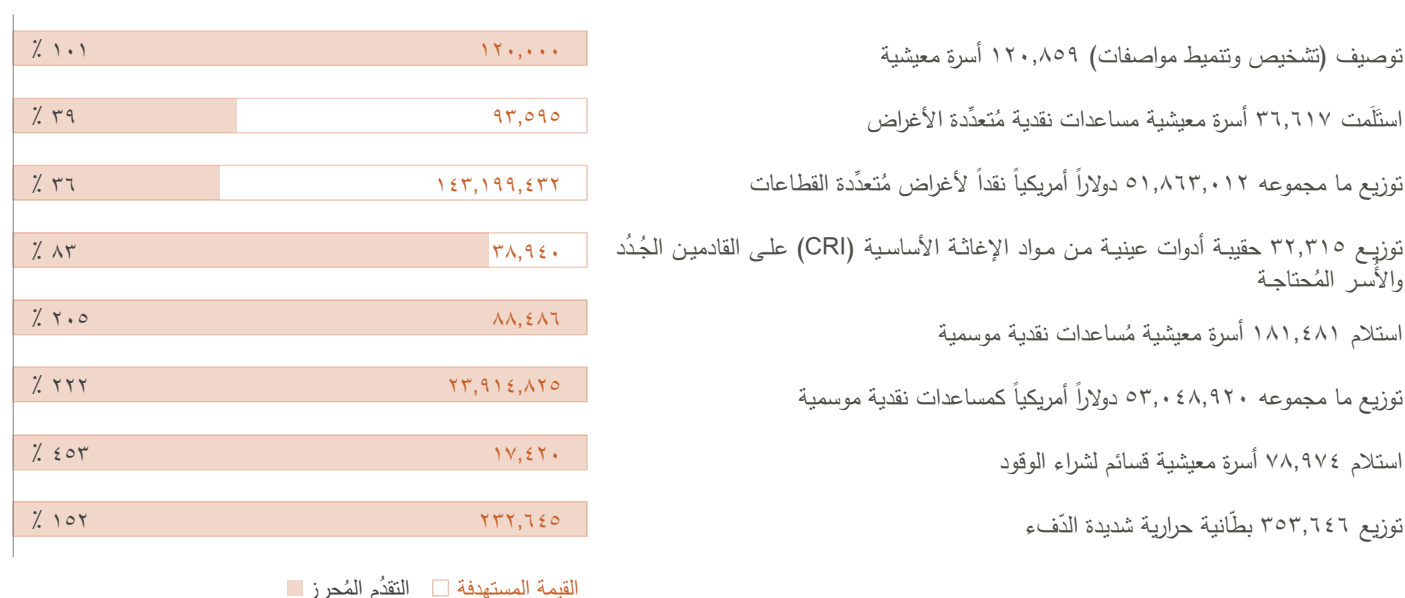 توصيف (تشخيص وتتميط مواصفات) ١٢٠,٨٥٩ أسرة معيشية
١٢٠,٠٠٠
٪ ١٠١
استَلَمت ٣٦,٦١٧ أسرة معيشية مساعدات نقدية مُتعدِّدة الأغراض
٩٣,٥٩٥
٪ ٣٩
توزيع ما مجموعه ٥١,٨٦٣,٠١٢ دولاراً أمريكياً نقداً لأغراض مُتعدِّدة القطاعات
١٤٣,١٩٩,٤٣٢
٪ ٣٦
توزيع ٣٢,٣١٥ حقيبة أدوات عينية من مواد الإغاثة الأساسية (CRI) على القادمين الجُدُد
والأُسر المُحتاجة
٣٨,٩٤٠
٪ ٨٣
استلام ١٨١,٤٨١ أسرة معيشية مُساعدات نقدية موسمية
٨٨,٤٨٦
٪ ٢٠٥
توزيع ما مجموعه ٥٣,٠٤٨,٩٢٠ دولاراً أمريكياً كمساعدات نقدية موسمية
٢٣,٩١٤,٨٢٥
٪ ٢٢٢
استلام ٧٨,٩٧٤ أسرة معيشية قسائم لشراء الوقود
١٧,٤٢٠
٪ ٤٥٣
توزيع ٣٥٣,٦٤٦ بطّانية حرارية شديدة الدّفء
٢٣٢,٦٤٥
٪ ١٥٢
القيمة المستهدفة
التقدُم المُحرز